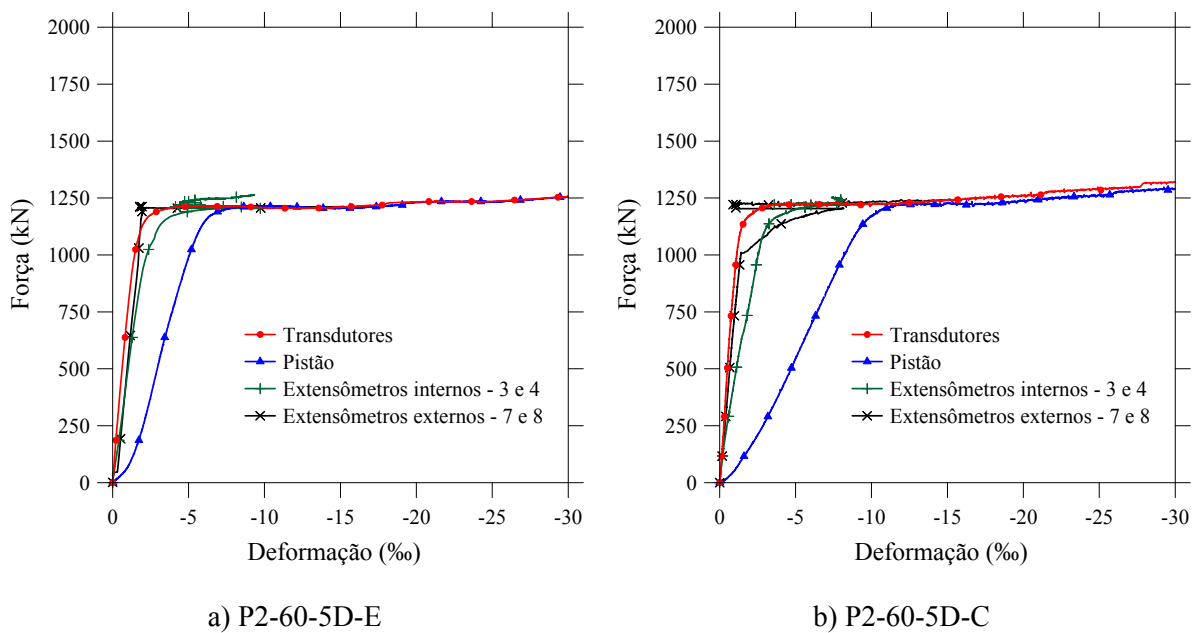 2000
1750
1500
1250
1000
750
500
250
0
Força (kN)
0 -5 -10 -15 -20 -25 -30
Deformação (‰)
Transdutores
Pistão
Extensômetros internos - 3 e 4
Extensômetros externos - 7 e 8
a) P2-60-5D-E
2000
1750
1500
1250
1000
750
500
250
0
Força (kN)
0 -5 -10 -15 -20 -25 -30
Deformação (‰)
Transdutores
Pistão
Extensômetros internos - 3 e 4
Extensômetros externos - 7 e 8
b) P2-60-5D-C